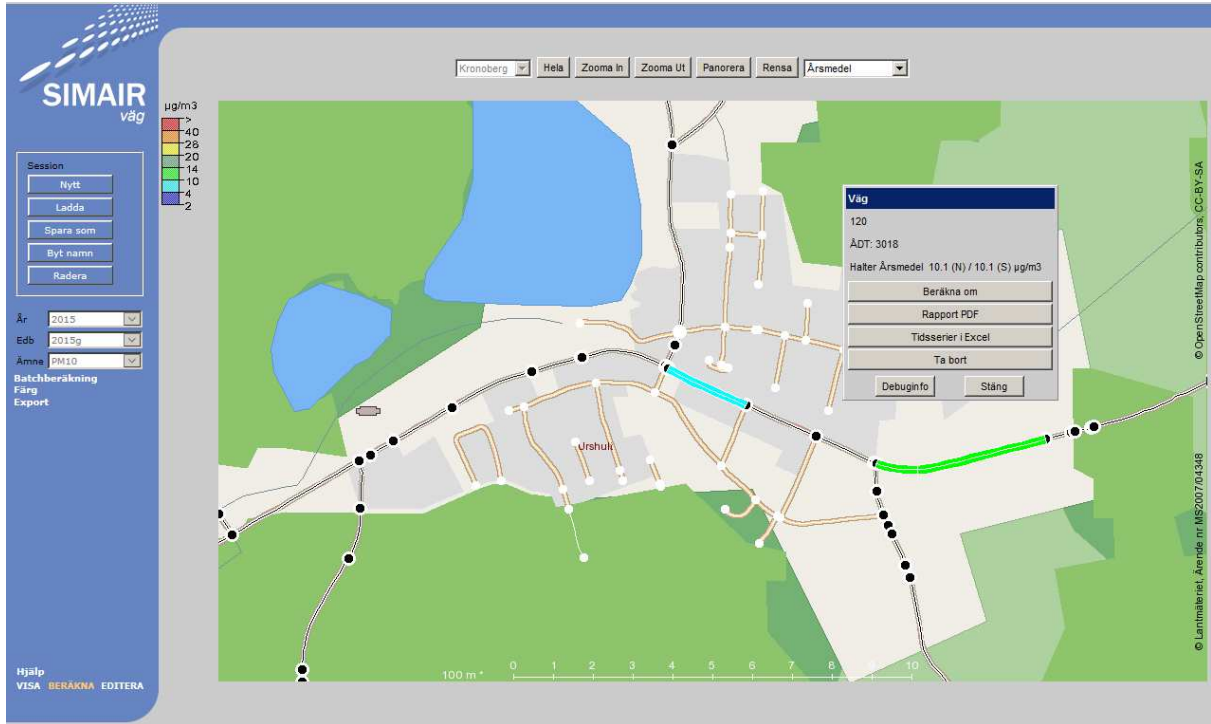 SIMAIR
väg
Session
Nytt
Ladda
Spara som
Byt namn
Radera
År 2015
Edb 2015g
Ämne PM10
Batchberäkning
Färg
Export
Hjälp
VISA BERÄKNA EDITERA
Kronoberg Hela Zooma In Zooma Ut Panorera Rensa Årsmedel
µg/m3
>
40
28
20
14
10
4
2
Väg
120
ÅDT: 3018
Halter Årsmedel 10.1 (N) / 10.1 (S) µg/m3
Beräkna om
Rapport PDF
Tidsserier i Excel
Ta bort
Debuginfo Stäng
Urshult
100 m *
0 1 2 3 4 5 6 7 8 9 10
© OpenStreetMap contributors, CC-BY-SA
© Lantmäteriet, Ärende nr MS2007/04348